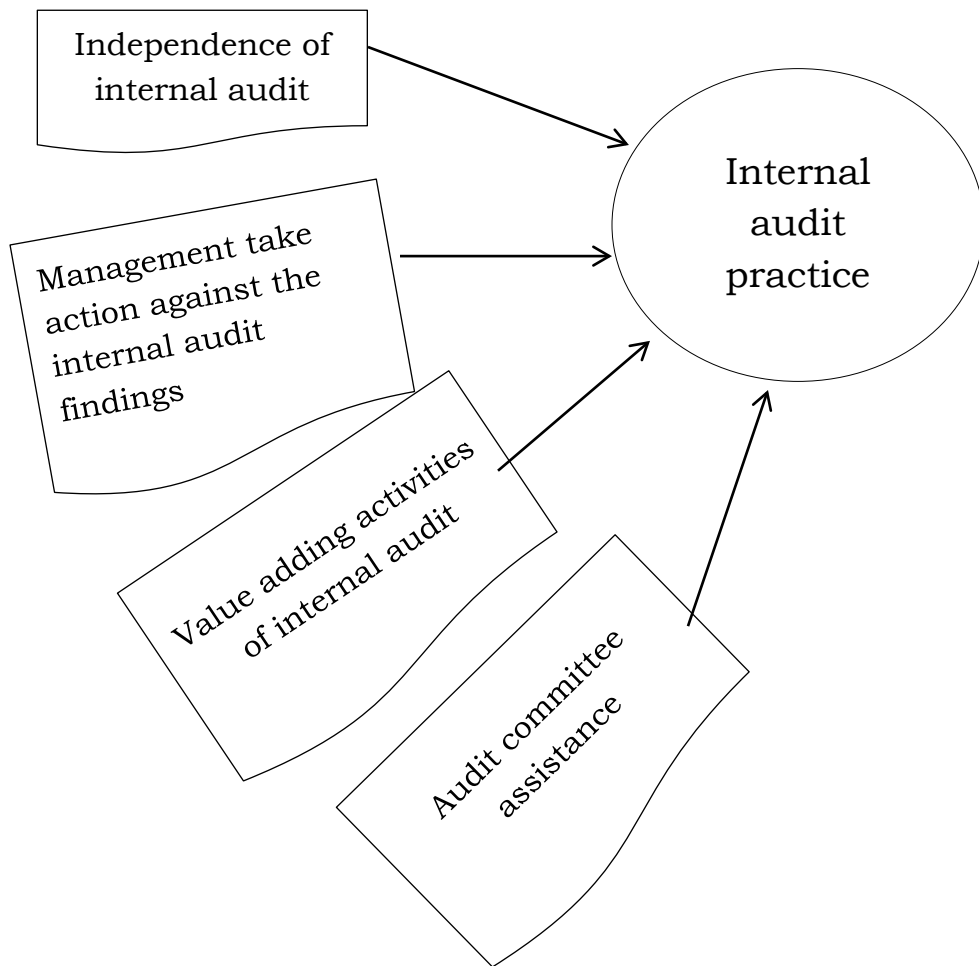 Independence of
internal audit
Management take
action against the
internal audit
findings
Value adding activities
of internal audit
Audit committee
assistance
Internal
audit
practice